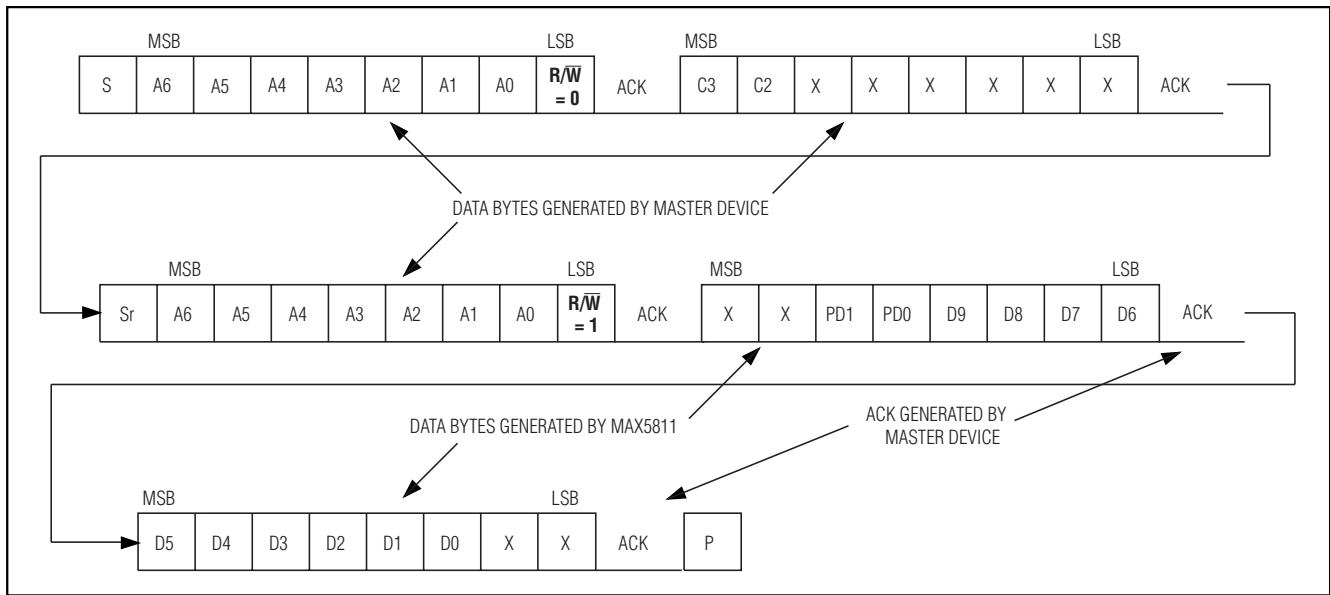 MSB LSB MSB LSB
S A6 A5 A4 A3 A2 A1 A0 R/W̅ = 0 ACK C3 C2 X X X X X X ACK
DATA BYTES GENERATED BY MASTER DEVICE
MSB LSB MSB LSB
Sr A6 A5 A4 A3 A2 A1 A0 R/W̅ = 1 ACK X X PD1 PD0 D9 D8 D7 D6 ACK
DATA BYTES GENERATED BY MAX5811
ACK GENERATED BY
MASTER DEVICE
MSB LSB
D5 D4 D3 D2 D1 D0 X X ACK P